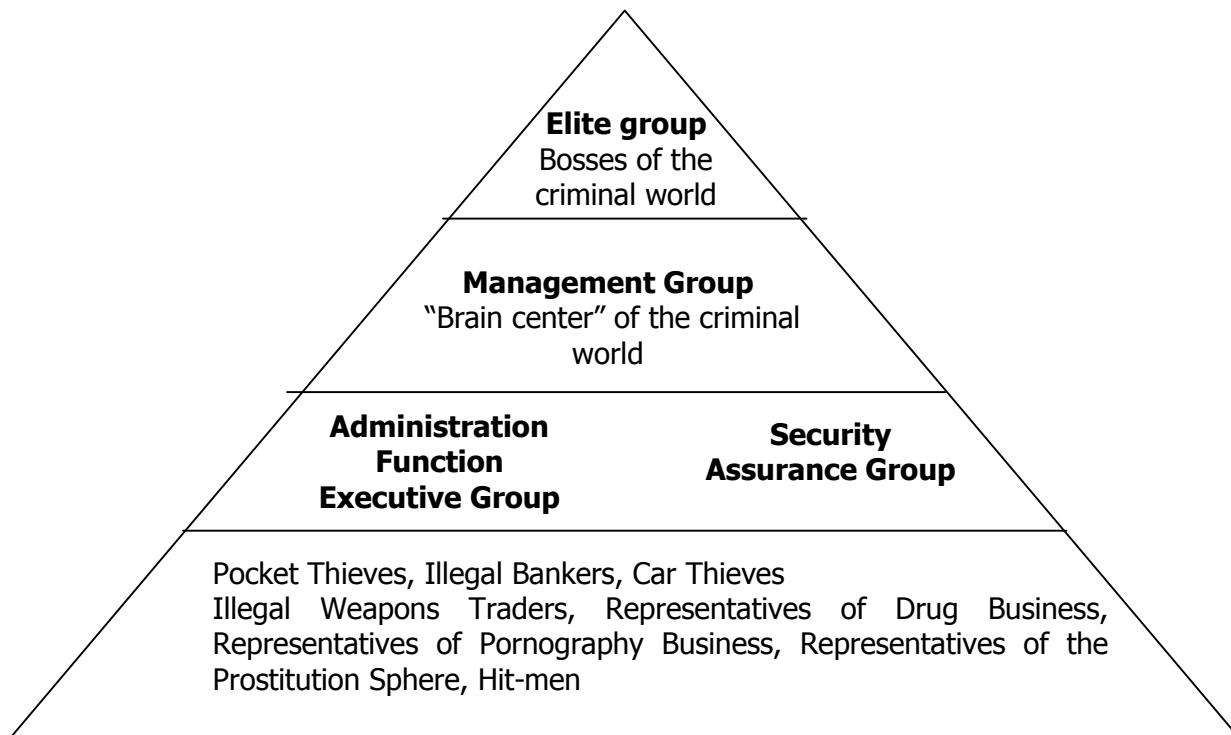 Elite group
Bosses of the
criminal world
Management Group
“Brain center” of the criminal
world
Administration
Function
Executive Group
Security
Assurance Group
Pocket Thieves, Illegal Bankers, Car Thieves
Illegal Weapons Traders, Representatives of Drug Business,
Representatives of Pornography Business, Representatives of the
Prostitution Sphere, Hit-men